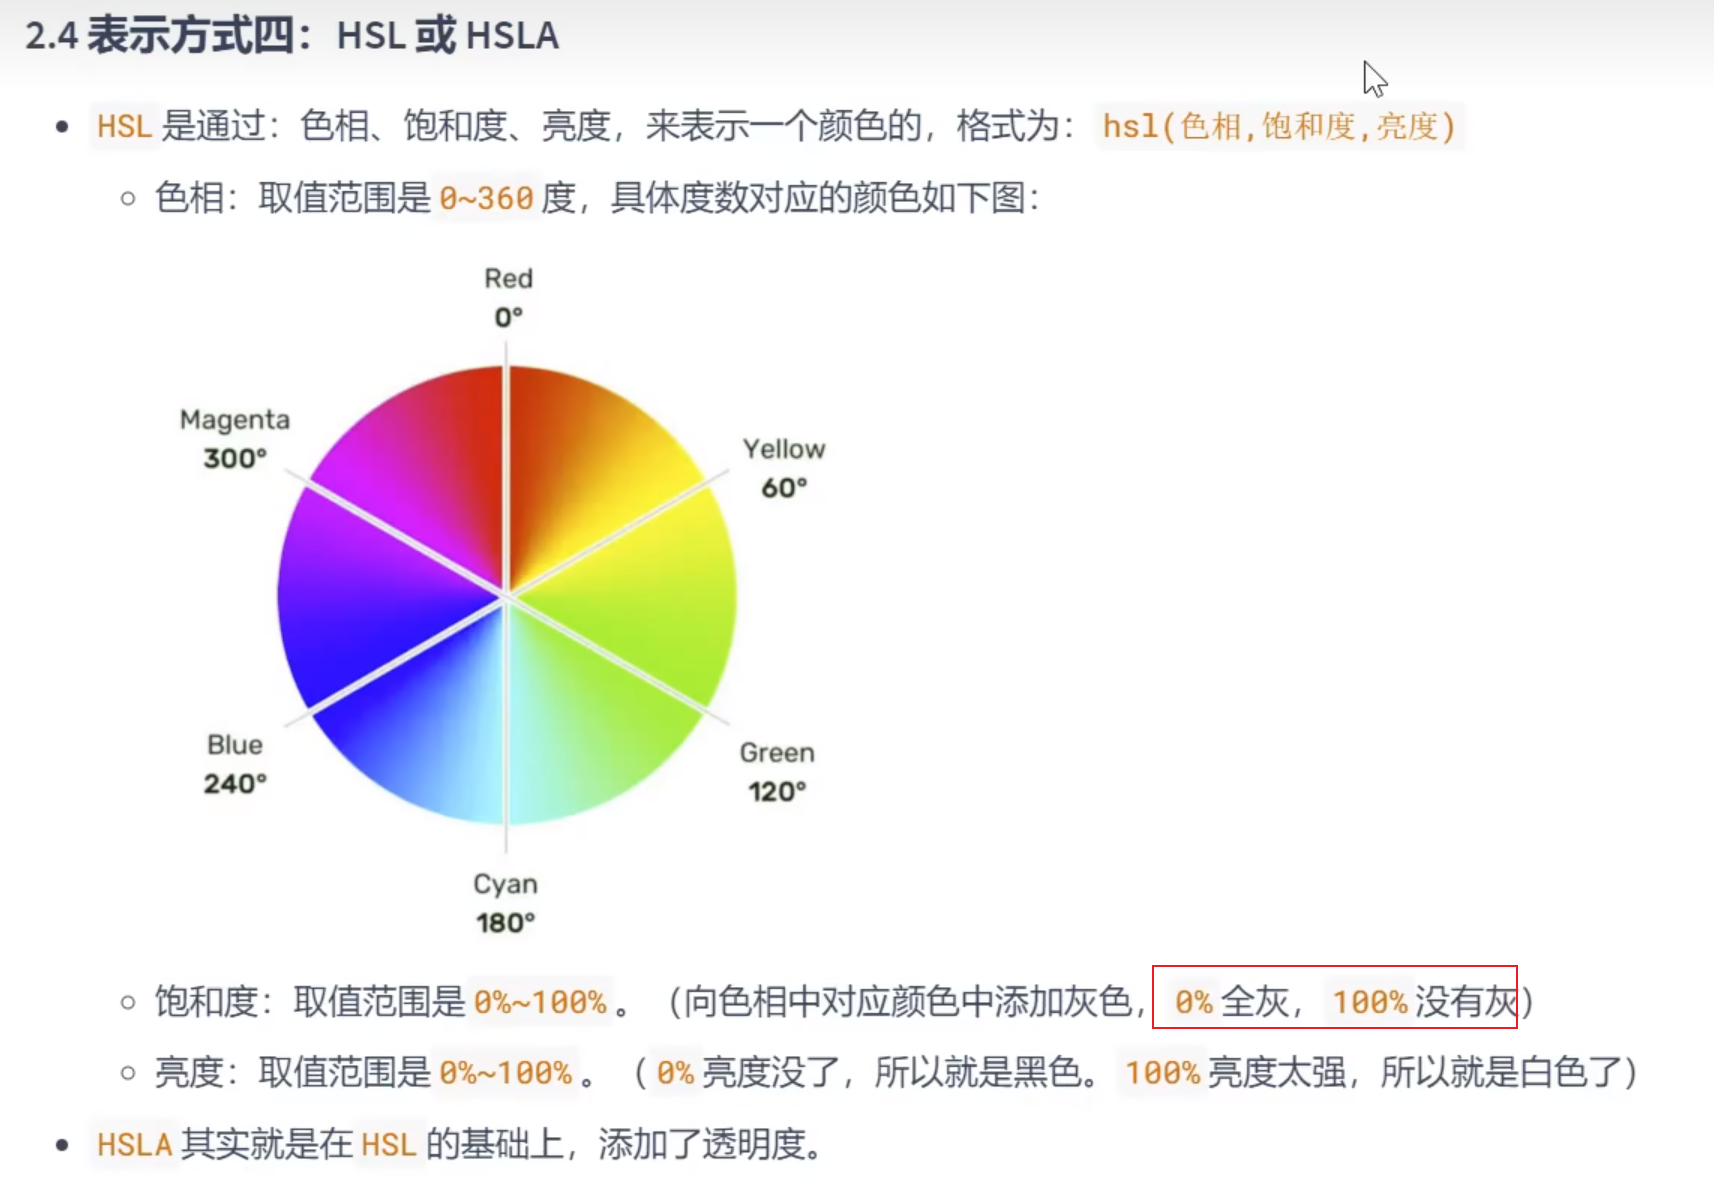 2.4 表示方式四：HSL 或 HSLA
HSL 是通过：色相、饱和度、亮度，来表示一个颜色的，格式为：hsl(色相,饱和度,亮度)
色相：取值范围是 0~360 度，具体度数对应的颜色如下图：
Red
0°
Magenta
300°
Yellow
60°
Blue
240°
Green
120°
Cyan
180°
饱和度：取值范围是 0%~100% 。（向色相中对应颜色中添加灰色， 0% 全灰， 100% 没有灰）
亮度：取值范围是 0%~100% 。（ 0% 亮度没了，所以就是黑色。 100% 亮度太强，所以就是白色了）
HSLA 其实就是在 HSL 的基础上，添加了透明度。